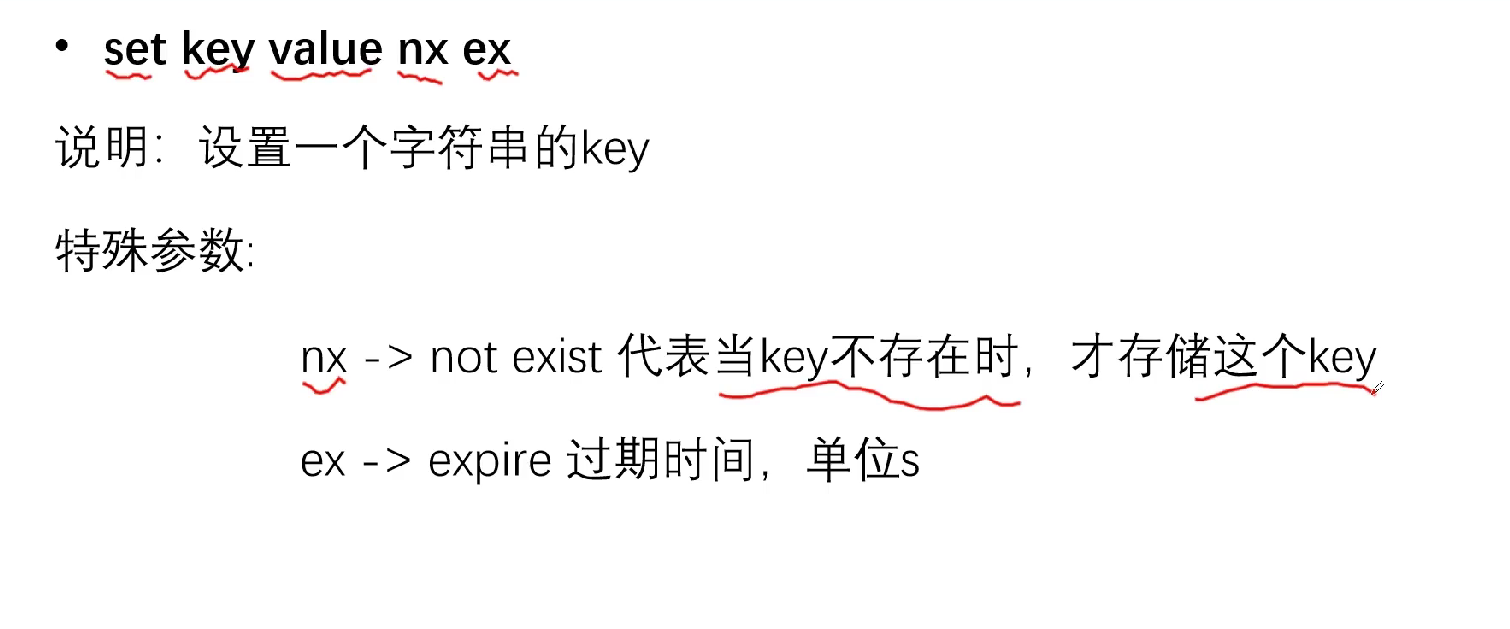 • set key value nx ex
说明：设置一个字符串的key
特殊参数:
nx -> not exist 代表当key不存在时，才存储这个key
ex -> expire 过期时间，单位s